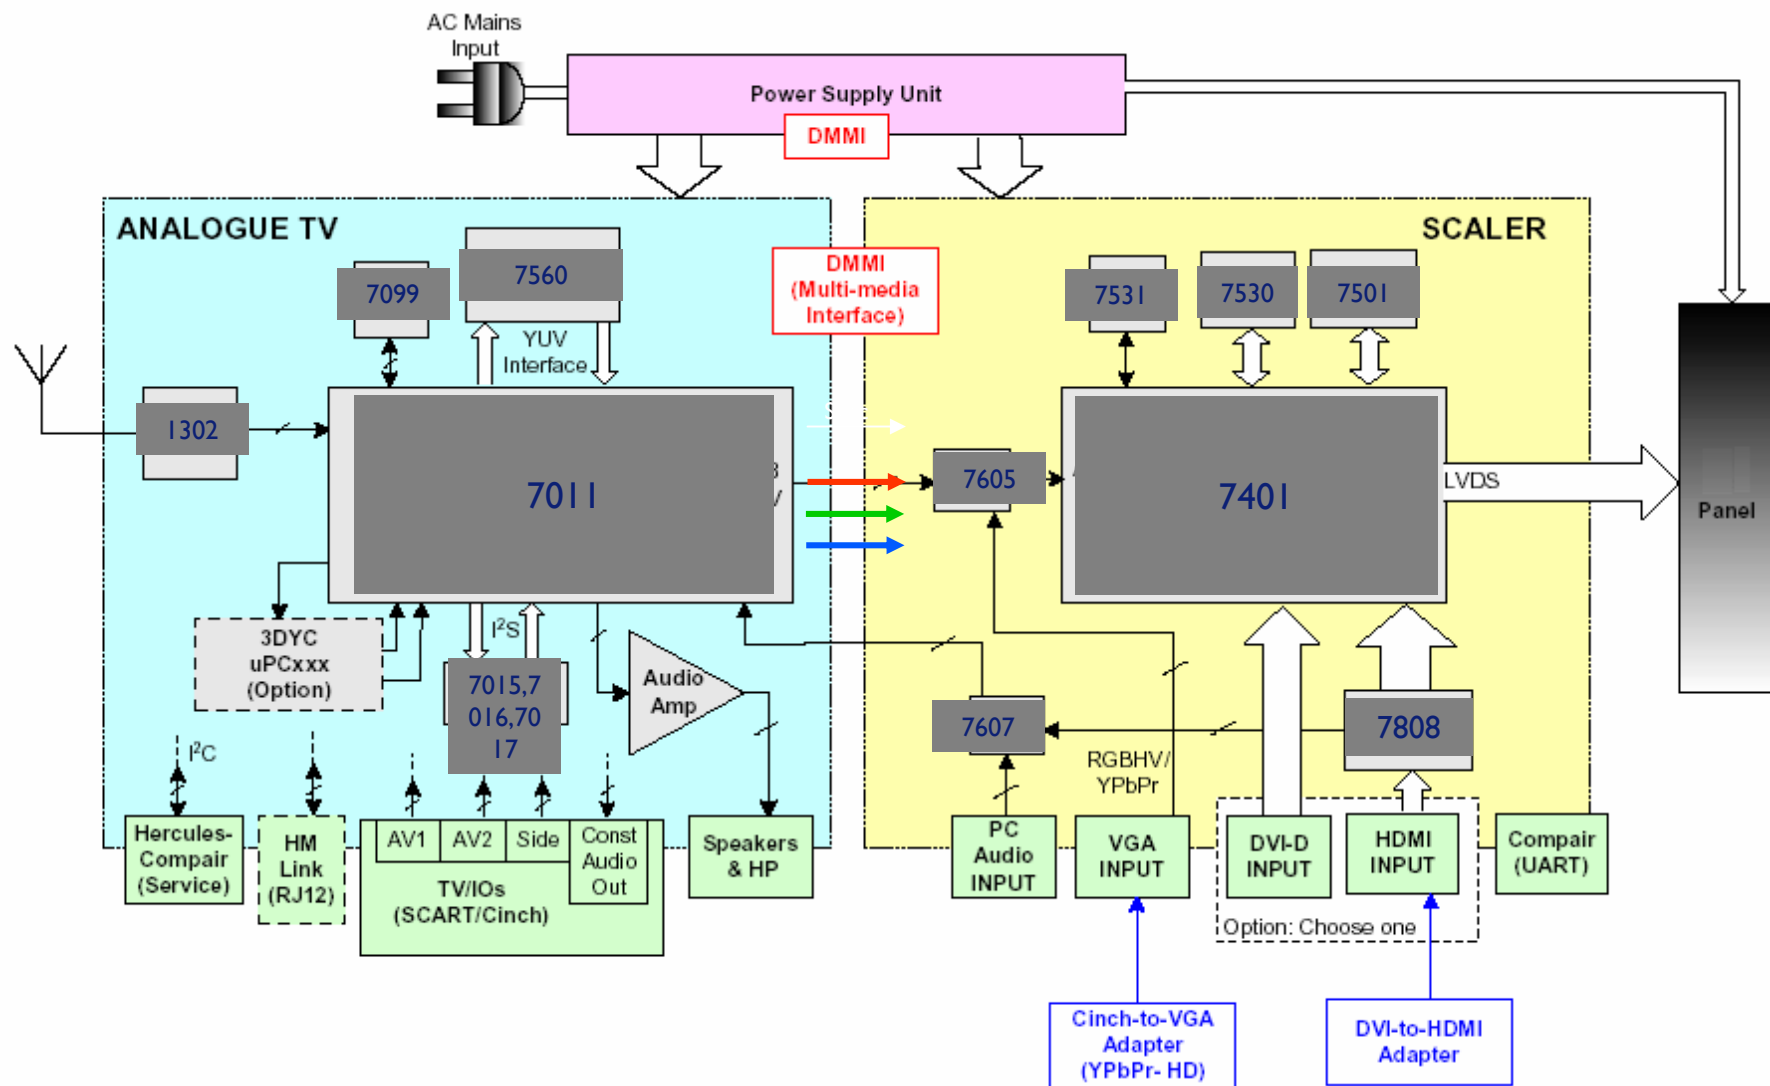 AC Mains
Input
Power Supply Unit
DMMI
ANALOGUE TV
SCALER
7099
7560
DMMI
(Multi-media
Interface)
7531
7530
7501
YUV
Interface
1302
7011
7605
7401
LVDS
Panel
3DYC
uPCxxx
(Option)
I²S
7015,7
016,70
17
Audio
Amp
7607
7808
I²C
RGBHV/
YPbPr
Hercules-
Compair
(Service)
HM
Link
(RJ12)
AV1
AV2
Side
Const
Audio
Out
TV/IOs
(SCART/Cinch)
Speakers
& HP
PC
Audio
INPUT
VGA
INPUT
DVI-D
INPUT
HDMI
INPUT
Compair
(UART)
Option: Choose one
Cinch-to-VGA
Adapter
(YPbPr- HD)
DVI-to-HDMI
Adapter